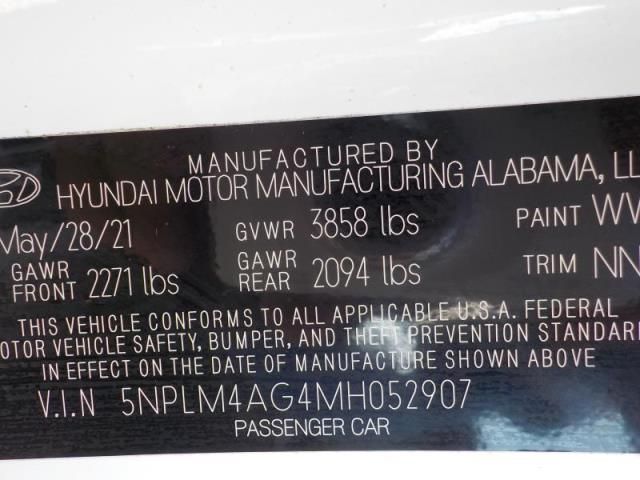 MANUFACTURED BY
HYUNDAI MOTOR MANUFACTURING ALABAMA, LL
May/28/21 GVWR 3858 lbs PAINT WV
GAWR FRONT 2271 lbs GAWR REAR 2094 lbs TRIM NN
THIS VEHICLE CONFORMS TO ALL APPLICABLE U.S.A. FEDERAL
OTOR VEHICLE SAFETY, BUMPER, AND THEFT PREVENTION STANDAR
IN EFFECT ON THE DATE OF MANUFACTURE SHOWN ABOVE
V.I.N 5NPLM4AG4MH052907
PASSENGER CAR